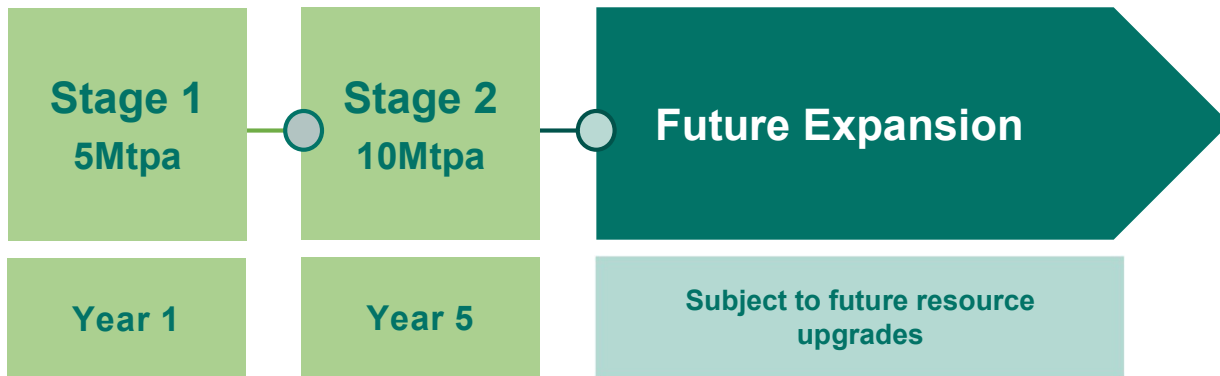 Stage 1
5Mtpa
Stage 2
10Mtpa
Future Expansion
Year 1
Year 5
Subject to future resource
upgrades